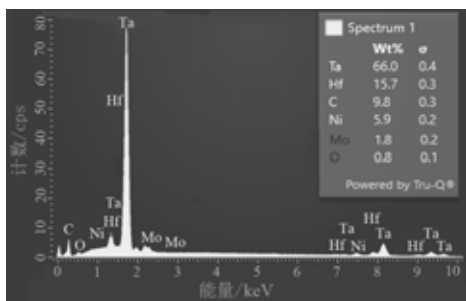 80
70
60
50
40
30
20
10
0
计数/cps
Ta
Hf
Ta
Hf
C
O
Ni
Mo
Mo
Ta
Hf
Hf
Ni
Ta
Ta
Hf
Ta
0 1 2 3 4 5 6 7 8 9 10
能量/keV
Spectrum 1
Wt% σ
Ta 66.0 0.4
Hf 15.7 0.3
C 9.8 0.3
Ni 5.9 0.2
Mo 1.8 0.2
O 0.8 0.1
Powered by Tru-Q®